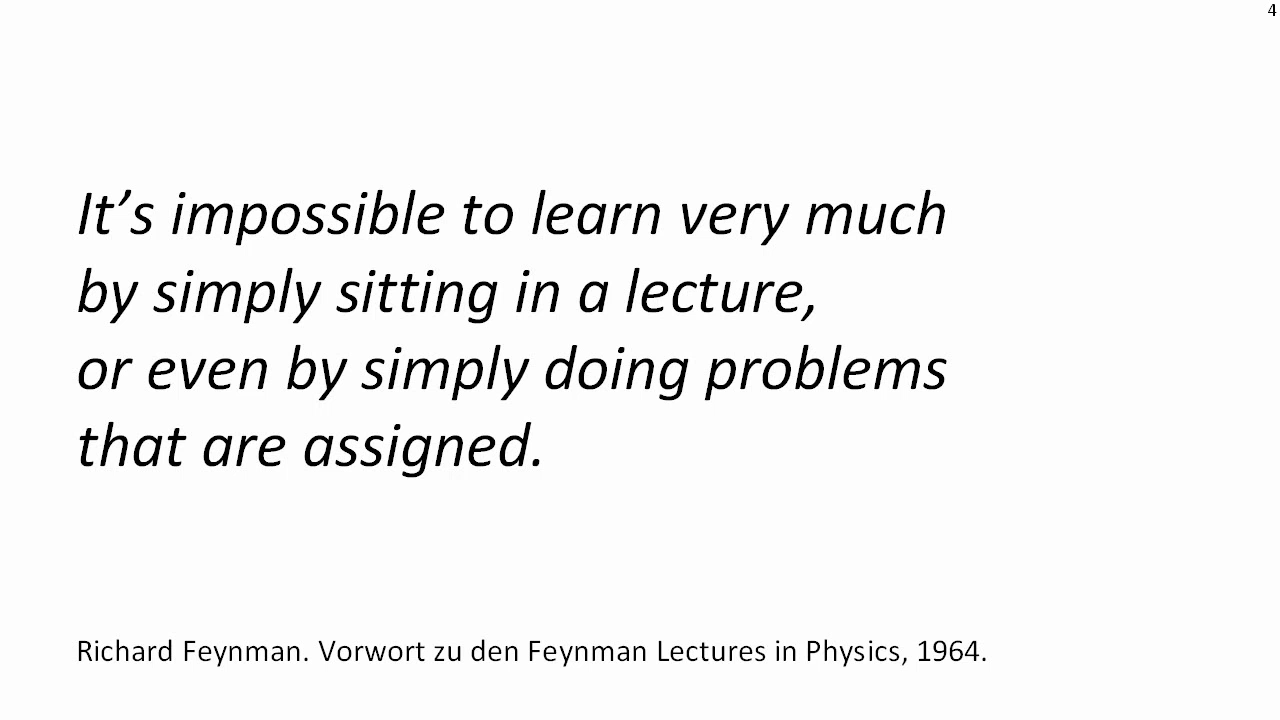 4
It’s impossible to learn very much
by simply sitting in a lecture,
or even by simply doing problems
that are assigned.
Richard Feynman. Vorwort zu den Feynman Lectures in Physics, 1964.